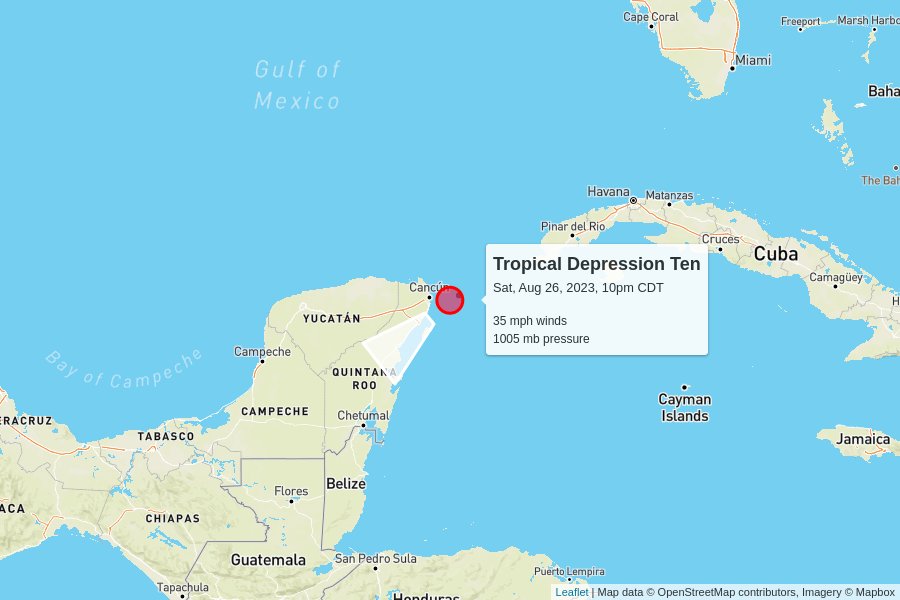 Cape Coral
Freeport
Marsh Harbo
Miami
Gulf of
Mexico
Baha
The Bah
Havana
Matanzas
Pinar del Rio
Cruces
Cuba
Camagüey
H
Tropical Depression Ten
Sat, Aug 26, 2023, 10pm CDT
35 mph winds
1005 mb pressure
Cancún
YUCATÁN
Bay of Campeche
Campeche
QUINTANA
ROO
CAMPECHE
Chetumal
Cayman
Islands
Jamaica
ERACRUZ
TABASCO
Belize
Flores
ACA
CHIAPAS
Guatemala
San Pedro Sula
Tapachula
Honduras
Puerto Lempira
Leaflet | Map data © OpenStreetMap contributors, Imagery © Mapbox